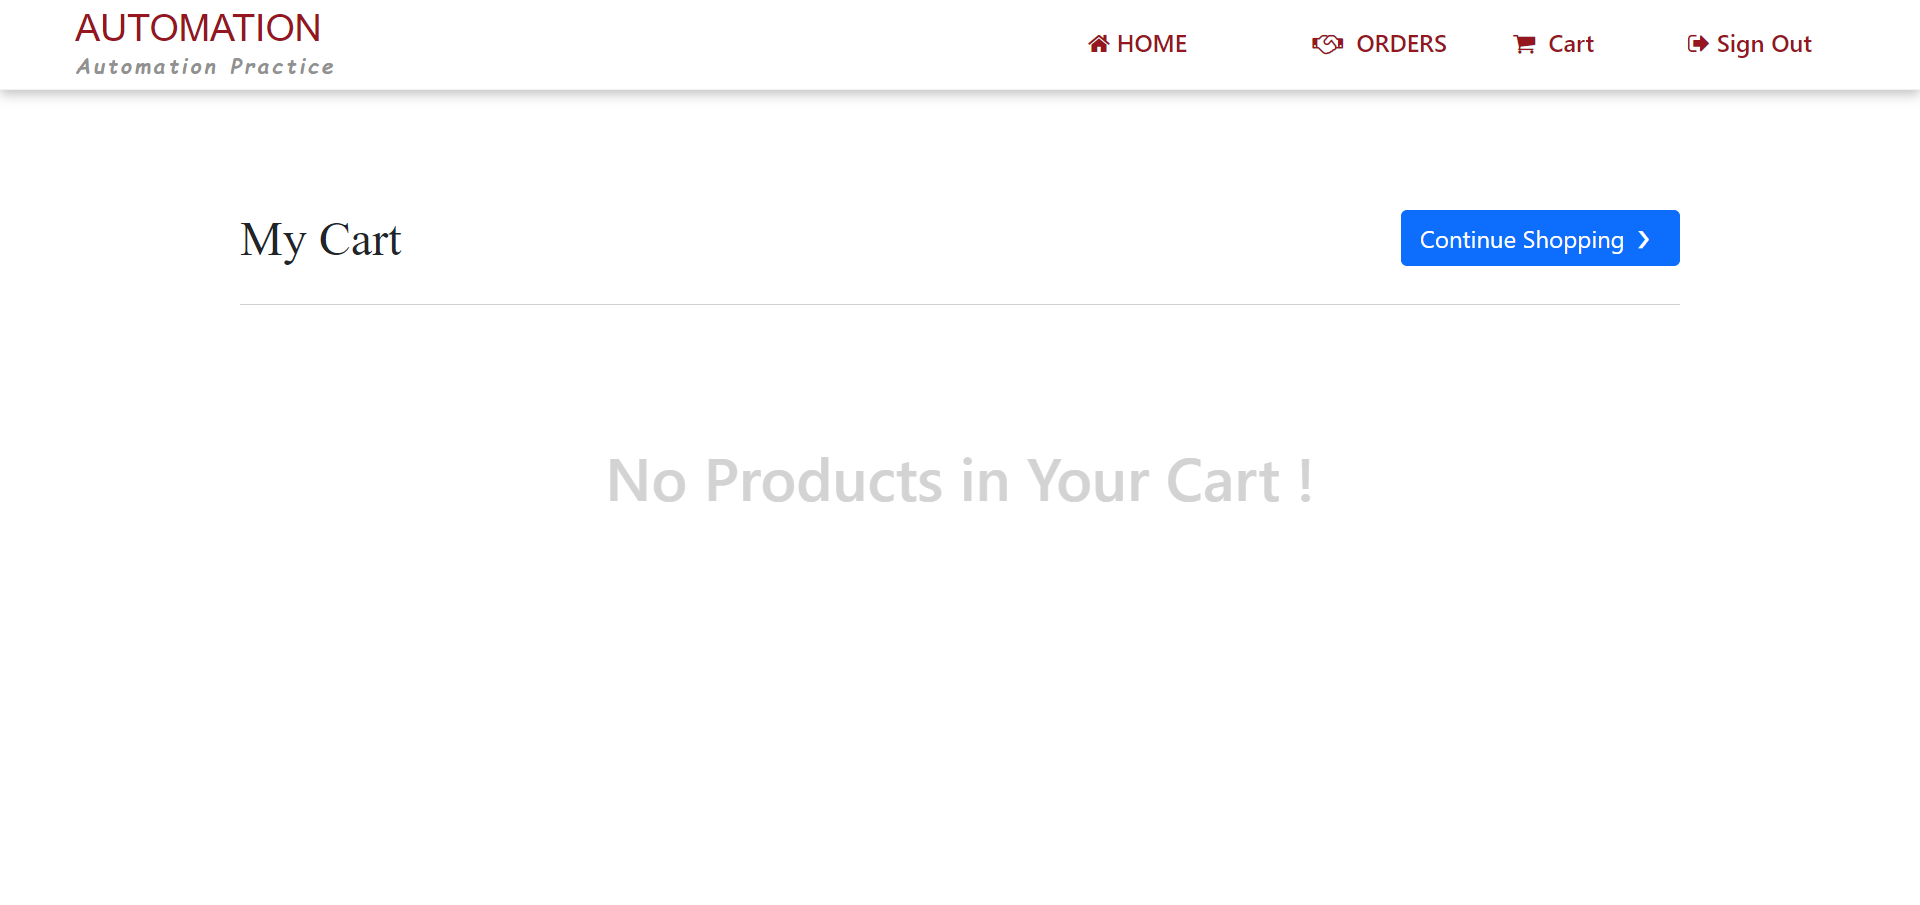 AUTOMATION
Automation Practice
HOME
ORDERS
Cart
Sign Out
My Cart
Continue Shopping
No Products in Your Cart !